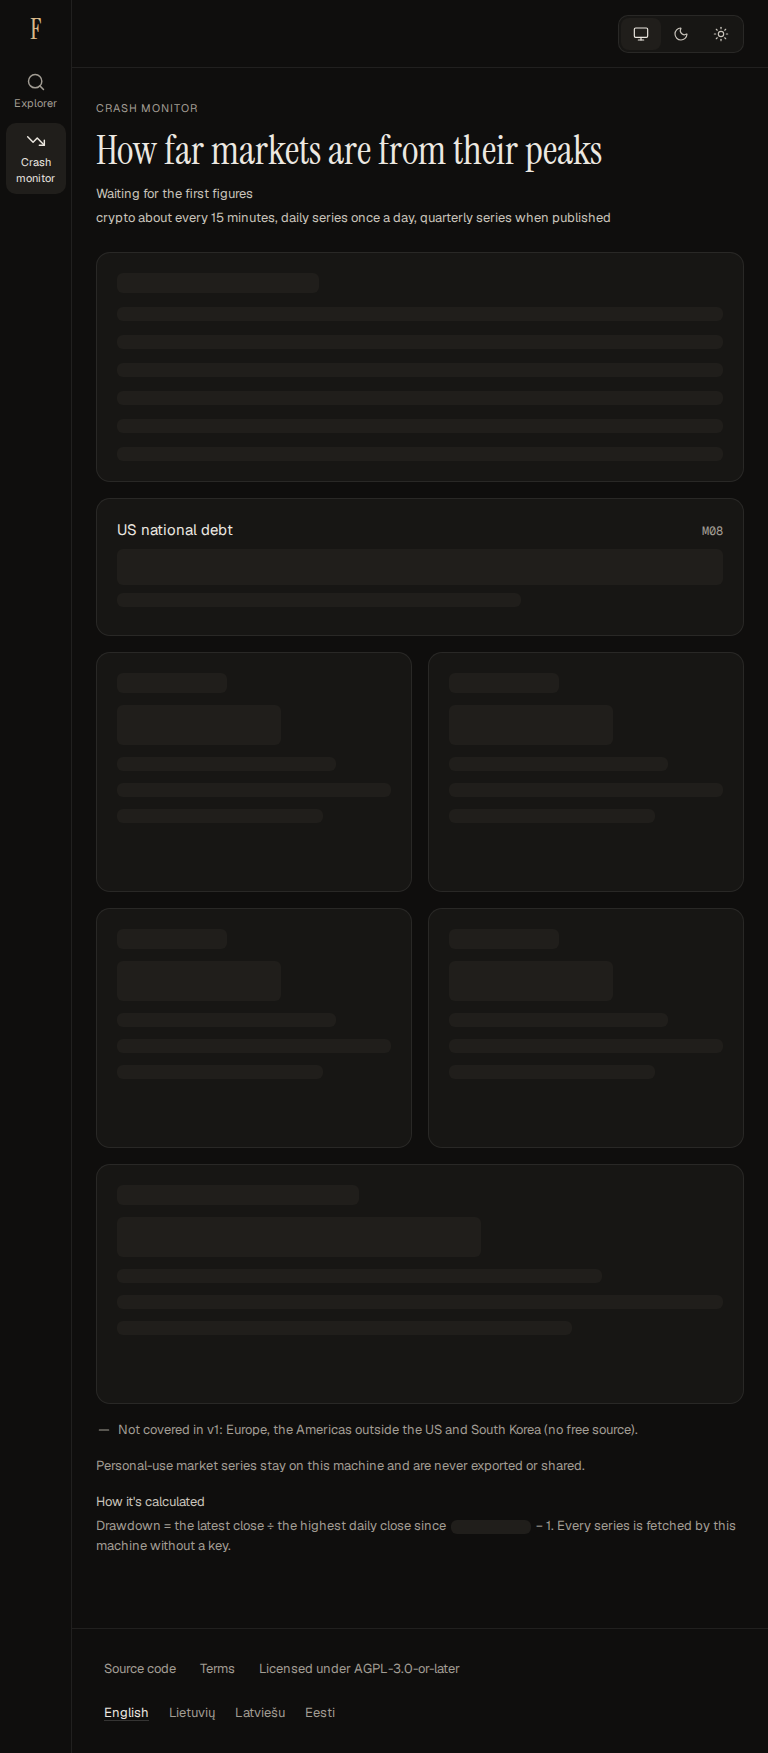 F
Explorer
Crash
monitor
CRASH MONITOR
How far markets are from their peaks
Waiting for the first figures
crypto about every 15 minutes, daily series once a day, quarterly series when published
US national debt
M08
— Not covered in v1: Europe, the Americas outside the US and South Korea (no free source).
Personal-use market series stay on this machine and are never exported or shared.
How it's calculated
Drawdown = the latest close ÷ the highest daily close since – 1. Every series is fetched by this
machine without a key.
Source code Terms Licensed under AGPL-3.0-or-later
English Lietuvių Latviešu Eesti